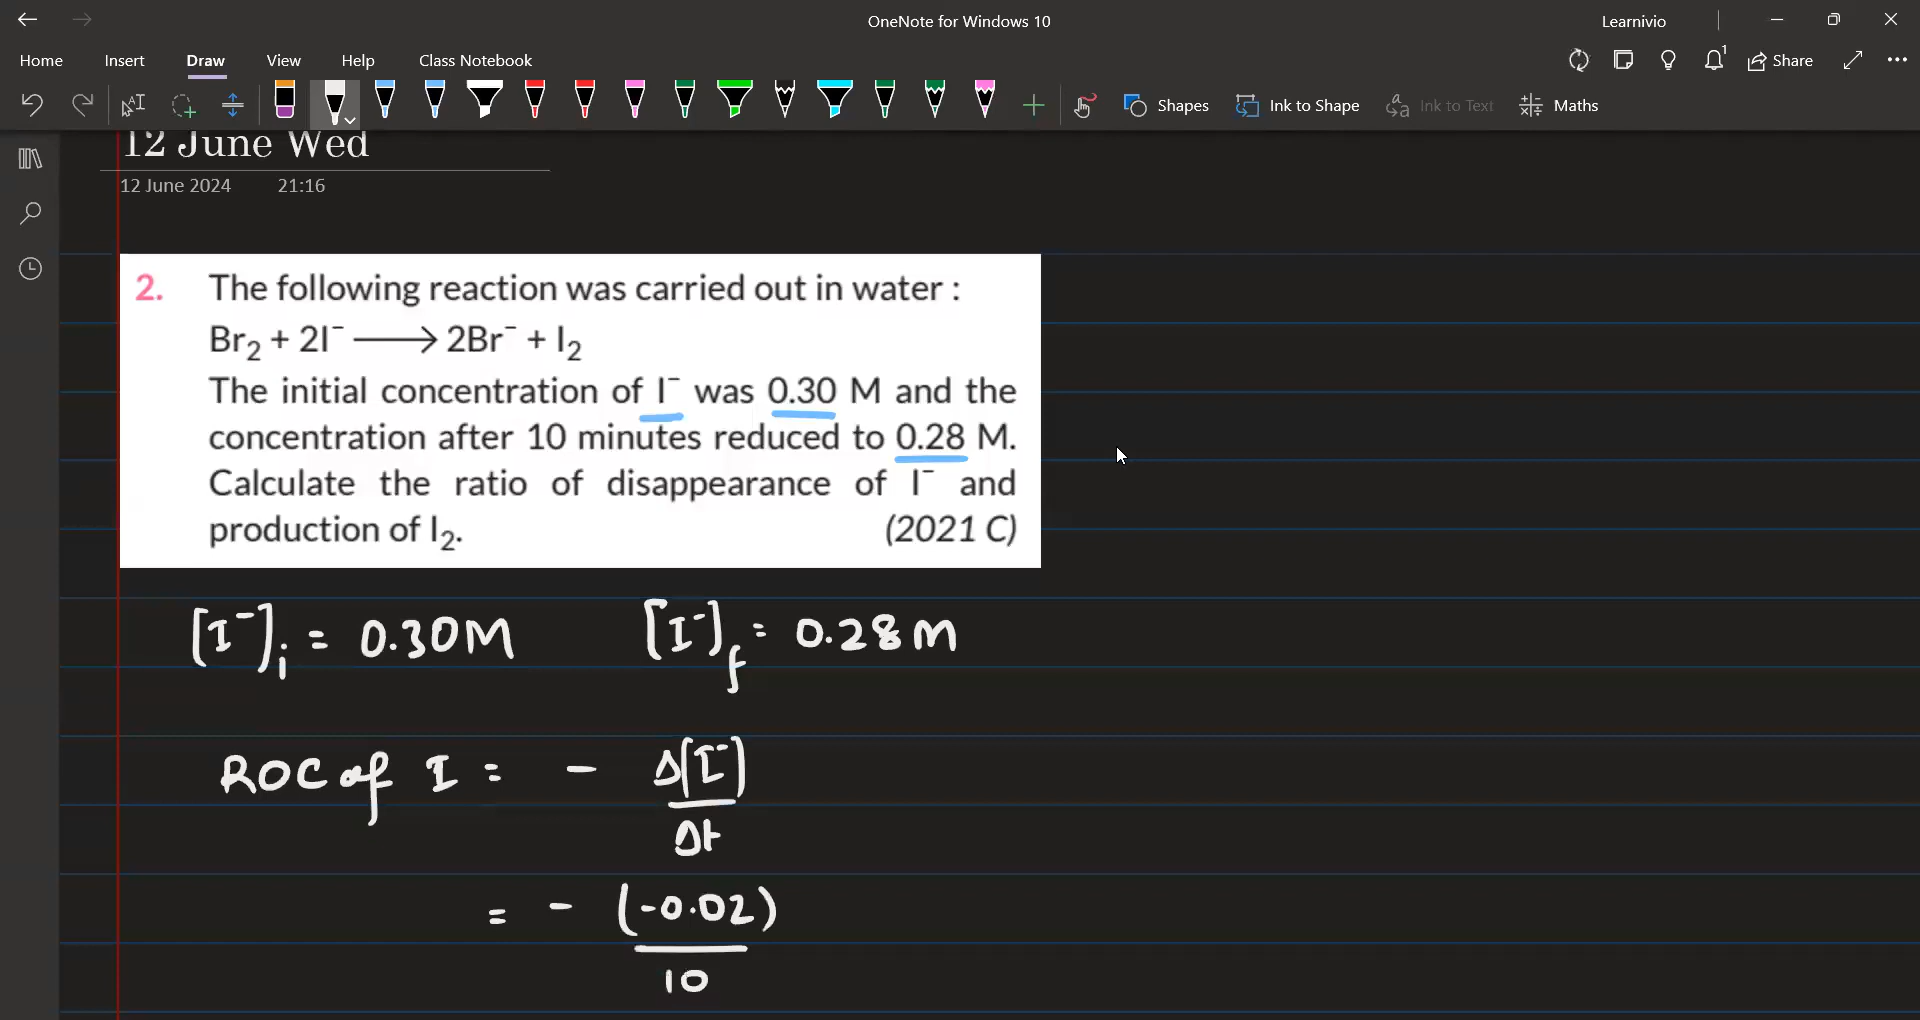 OneNote for Windows 10
Learnivo
Home Insert Draw View Help Class Notebook
1 Share
Shapes Ink to Shape Ink to Text Maths
12 June Wed
12 June 2024 21:16
2. The following reaction was carried out in water :
Br₂ + 2I⁻ ⟶ 2Br⁻ + I₂
The initial concentration of I⁻ was 0.30 M and the
concentration after 10 minutes reduced to 0.28 M.
Calculate the ratio of disappearance of I⁻ and
production of I₂. (2021 C)
[I⁻]i = 0.30M [I⁻]f = 0.28M
ROC of I = - Δ[I⁻]
Δt
= - (-0.02)
10